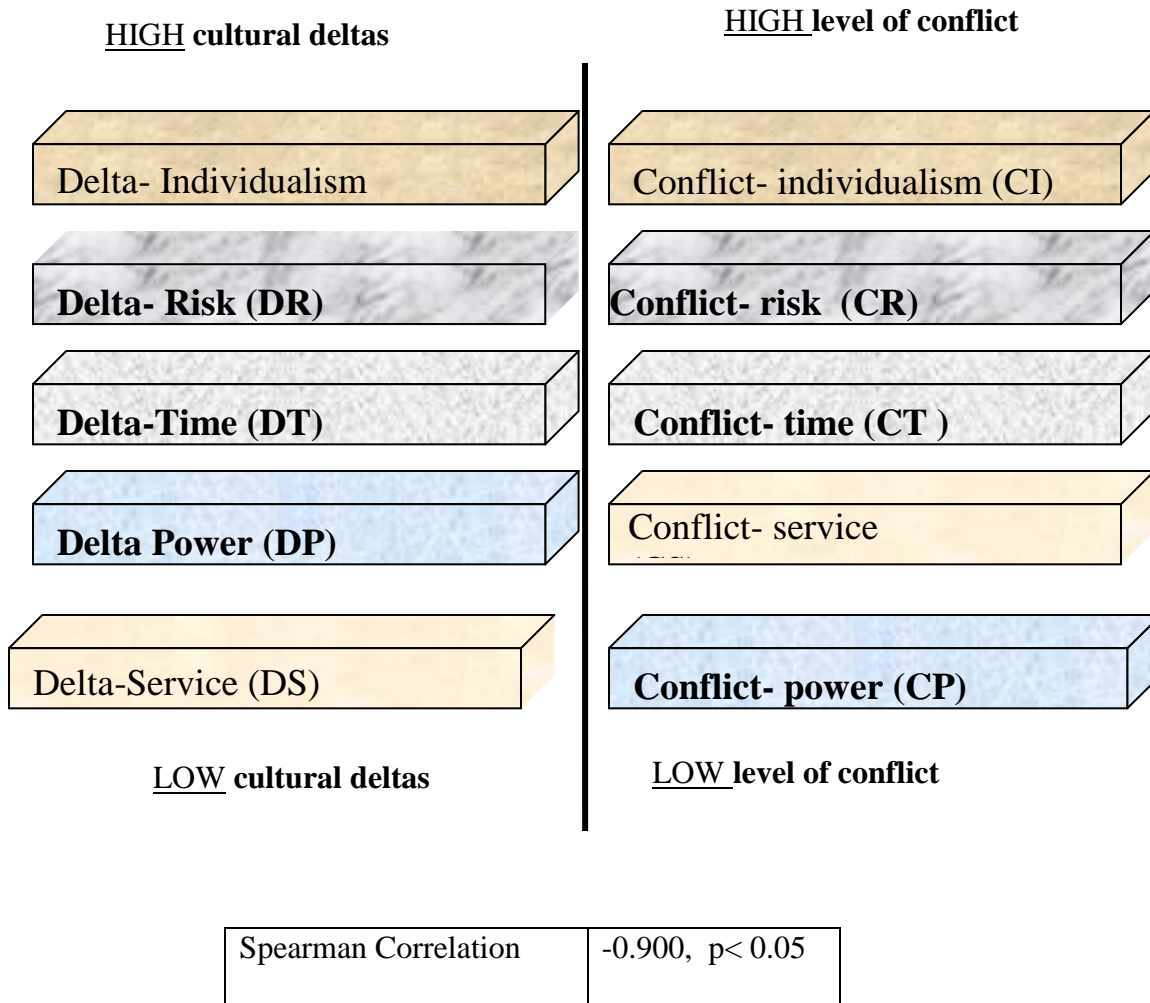 HIGH cultural deltas
HIGH level of conflict
Delta- Individualism
Conflict- individualism (CI)
Delta- Risk (DR)
Conflict- risk (CR)
Delta-Time (DT)
Conflict- time (CT )
Delta Power (DP)
Conflict- service
Delta-Service (DS)
Conflict- power (CP)
LOW cultural deltas
LOW level of conflict
Spearman Correlation -0.900, p< 0.05